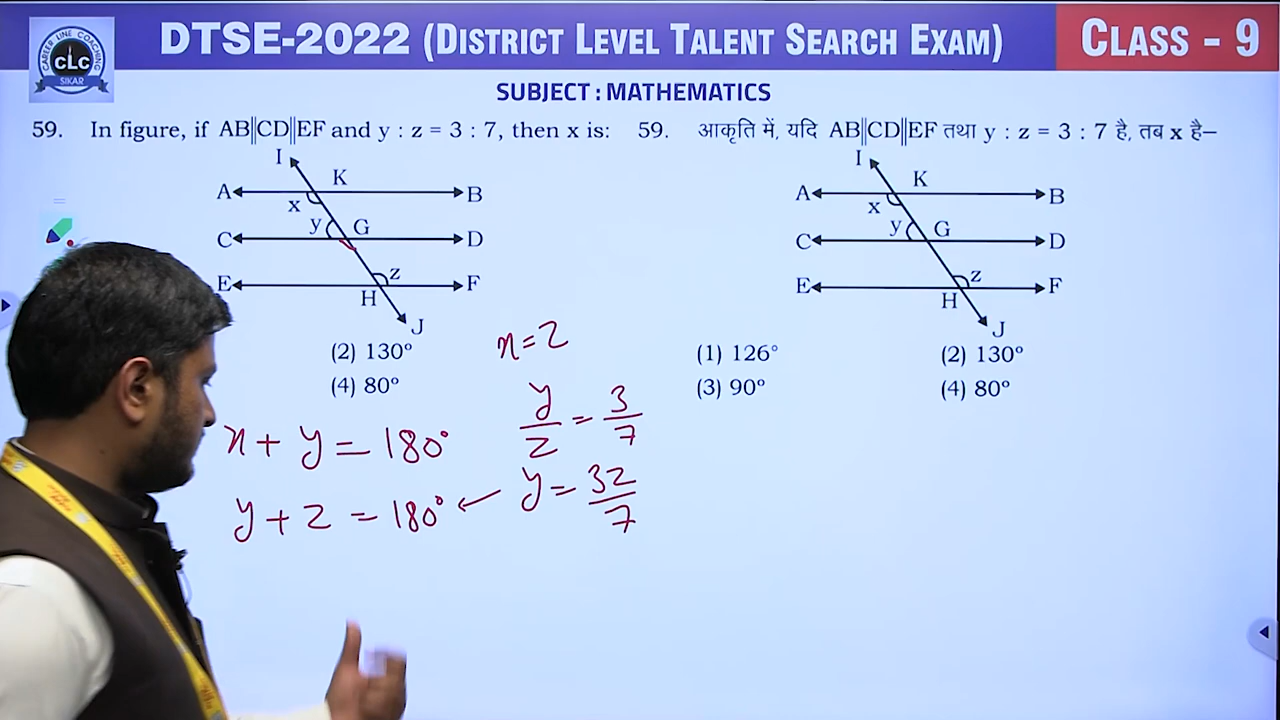 CAREER LINE COACHING
CLC
SIKAR
DTSE-2022 (DISTRICT LEVEL TALENT SEARCH EXAM)
CLASS - 9
SUBJECT : MATHEMATICS
59. In figure, if AB||CD||EF and y : z = 3 : 7, then x is:
I
K
A
B
x
y
G
C
D
z
E
F
H
J
(2) 130°
(4) 80°
59. आकृति में, यदि AB||CD||EF तथा y : z = 3 : 7 है, तब x है–
I
K
A
B
x
y
G
C
D
z
E
F
H
J
(1) 126° (2) 130°
(3) 90° (4) 80°
x = z
y/z = 3/7
x + y = 180°
y = 3z/7
y + z = 180°